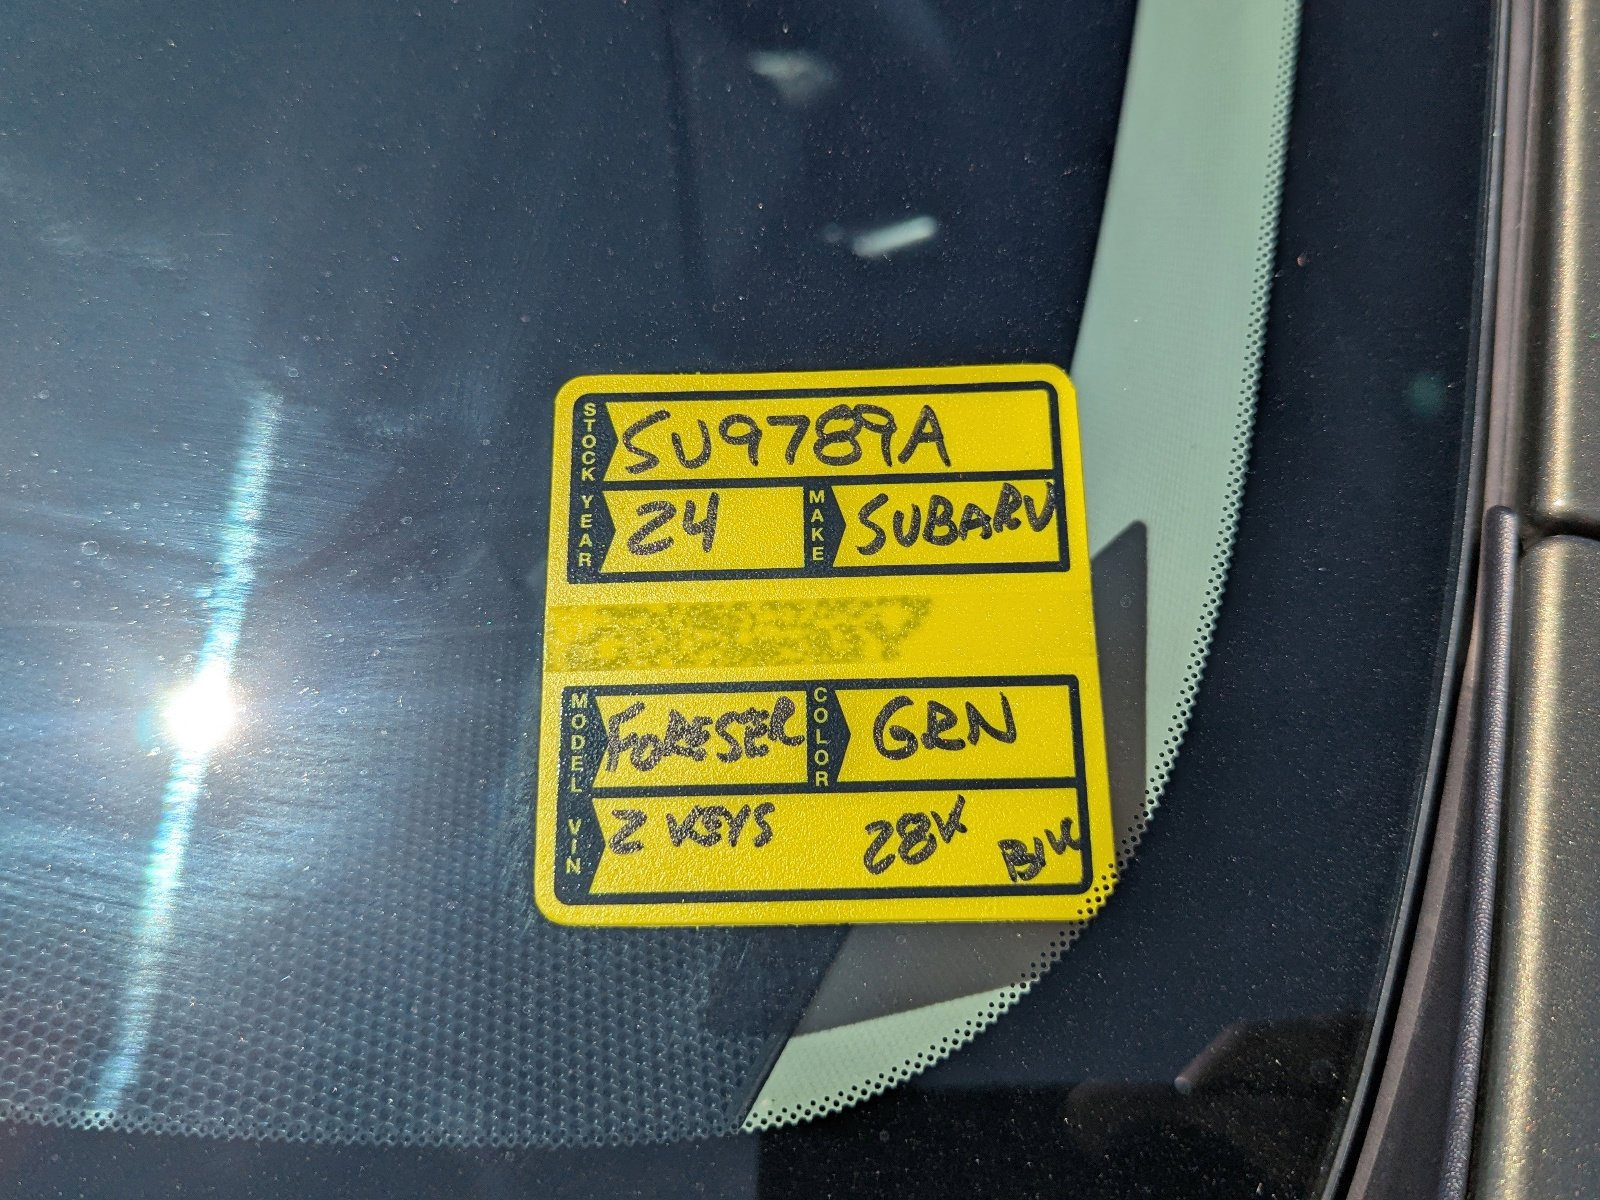 STOCK SU9789A
YEAR 24 MAKE SUBARU
MODEL FORESER COLOR GRN
VIN 2 KEYS 28K BLK